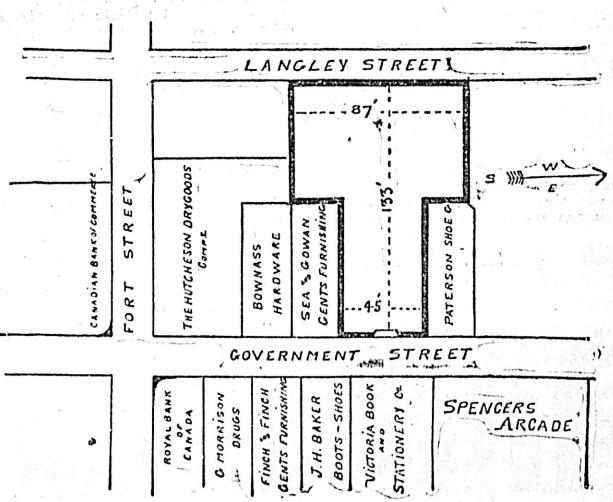 LANGLEY STREET
87'
133'
S
W
E
CANADIAN BANK OF COMMERCE
FORT STREET
THE HUTCHESON DRYGOODS
COMPY.
BOWNASS
HARDWARE
SEA & GOWAN
GENTS FURNISHING
45'
PATERSON SHOE Co
GOVERNMENT STREET
ROYAL BANK
OF
CANADA
MORRISON
DRUGS
FINCH & FINCH
GENTS FURNISHING
J.H. BAKER
BOOTS-SHOES
VICTORIA BOOK
AND
STATIONERY Co
SPENCERS
ARCADE